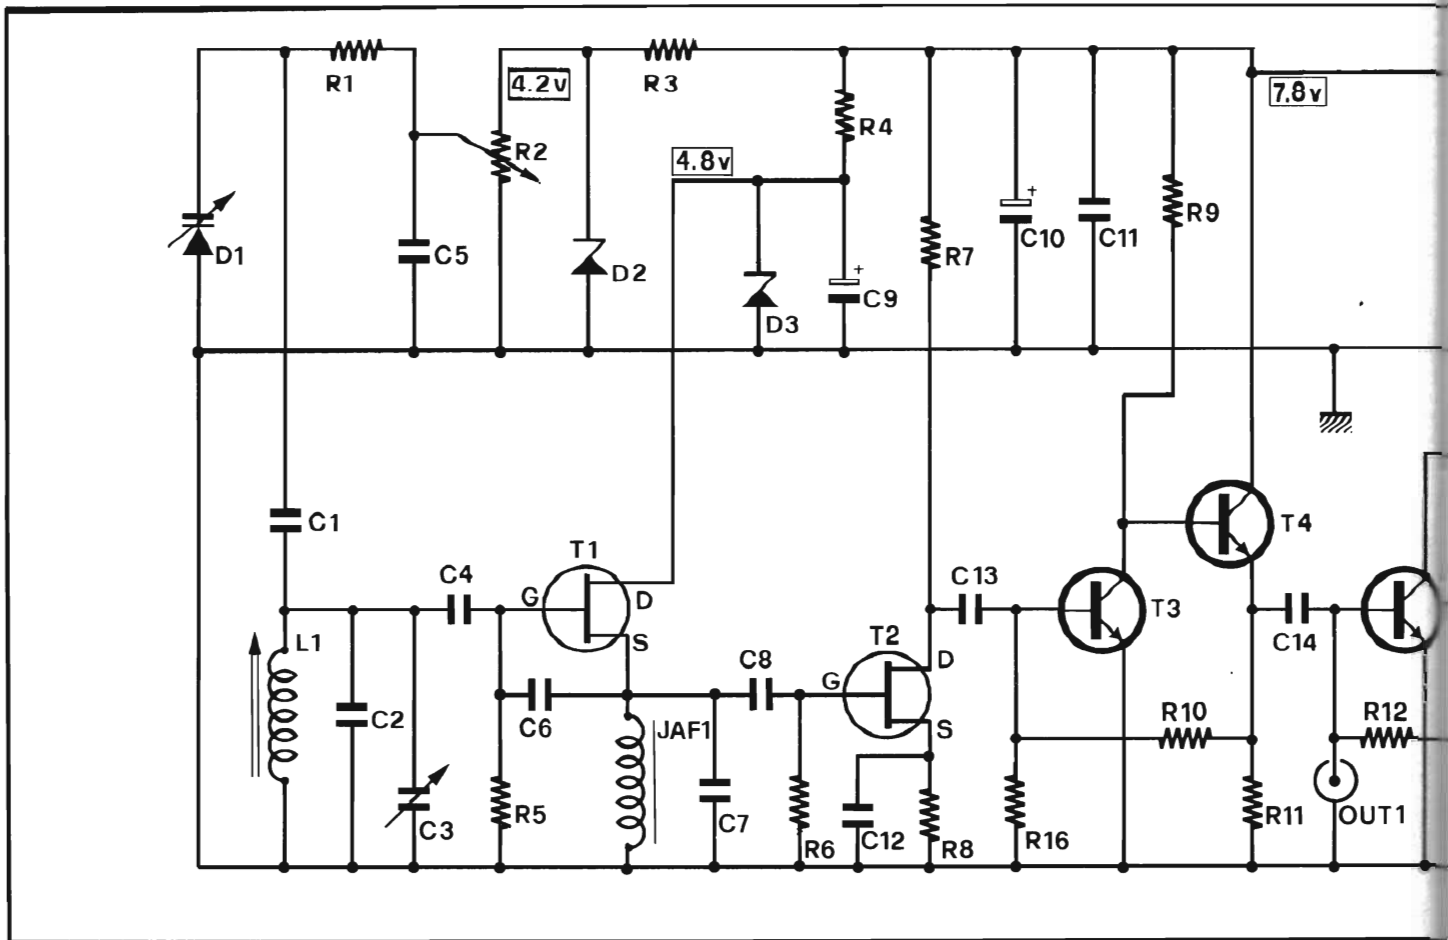 R1
4.2v
R3
7.8v
R4
R2
4.8v
R9
D1
C5
D2
R7
C10
C11
+
+
C9
D3
C1
T4
T1
C4
C13
G
D
T3
L1
S
T2
C14
C8
D
G
C2
C6
JAF1
S
R10
R12
C3
R5
C7
R6
C12
R8
R16
R11
OUT1